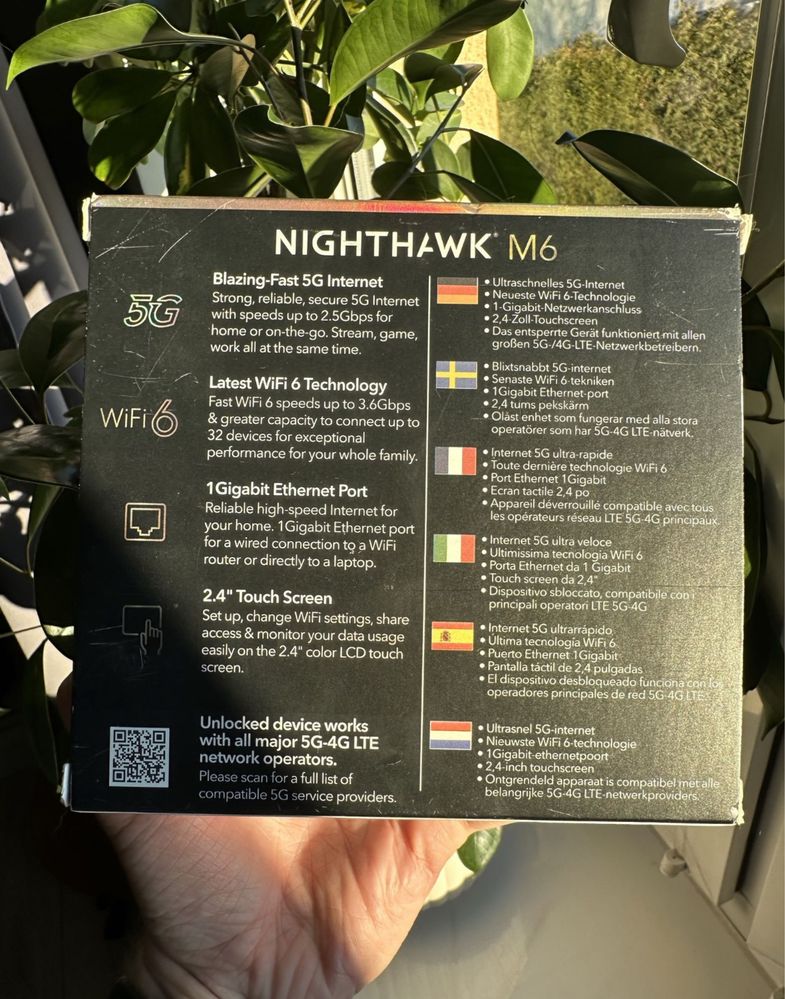 NIGHTHAWK M6
5G
Blazing-Fast 5G Internet
Strong, reliable, secure 5G Internet
with speeds up to 2.5Gbps for
home or on-the-go. Stream, game,
work all at the same time.
WiFi 6
Latest WiFi 6 Technology
Fast WiFi 6 speeds up to 3.6Gbps
& greater capacity to connect up to
32 devices for exceptional
performance for your whole family.
1Gigabit Ethernet Port
Reliable high-speed Internet for
your home. 1Gigabit Ethernet port
for a wired connection to a WiFi
router or directly to a laptop.
2.4" Touch Screen
Set up, change WiFi settings, share
access & monitor your data usage
easily on the 2.4" color LCD touch
screen.
Unlocked device works
with all major 5G-4G LTE
network operators.
Please scan for a full list of
compatible 5G service providers.
• Ultraschnelles 5G-Internet
• Neueste WiFi 6-Technologie
• 1-Gigabit-Netzwerkanschluss
• 2,4-Zoll-Touchscreen
• Das entsperrte Gerät funktioniert mit allen
großen 5G-/4G-LTE-Netzwerkbetreibern.
• Blixtsnabbt 5G-internet
• Senaste WiFi 6-tekniken
• 1Gigabit Ethernet-port
• 2,4 tums pekskärm
• Olåst enhet som fungerar med alla stora
operatörer som har 5G-4G LTE-nätverk.
• Internet 5G ultra-rapide
• Toute dernière technologie WiFi 6
• Port Ethernet 1Gigabit
• Ecran tactile 2,4 po
• Appareil déverrouillé compatible avec tous
les opérateurs réseau LTE 5G-4G principaux.
• Internet 5G ultra veloce
• Ultimissima tecnologia WiFi 6
• Porta Ethernet da 1 Gigabit
• Touch screen da 2,4"
• Dispositivo sbloccato, compatibile con i
principali operatori LTE 5G-4G
• Internet 5G ultrarrápido
• Última tecnología WiFi 6
• Puerto Ethernet 1Gigabit
• Pantalla táctil de 2,4 pulgadas
• El dispositivo desbloqueado funciona con los
operadores principales de red 5G-4G LTE.
• Ultrasnel 5G-internet
• Nieuwste WiFi 6-technologie
• 1Gigabit-ethernetpoort
• 2,4-inch touchscreen
• Ontgrendeld apparaat is compatibel met alle
belangrijke 5G-4G LTE-netwerkproviders.